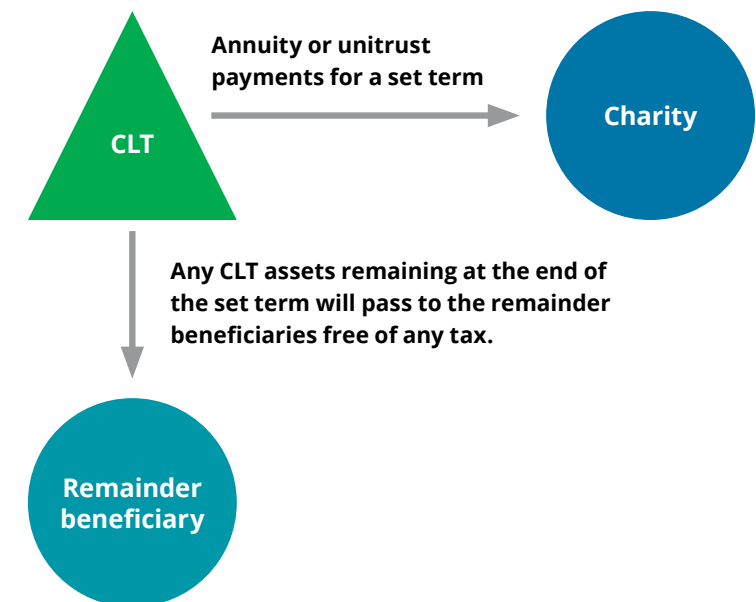 Annuity or unitrust
payments for a set term
CLT
Charity
Any CLT assets remaining at the end of
the set term will pass to the remainder
beneficiaries free of any tax.
Remainder
beneficiary